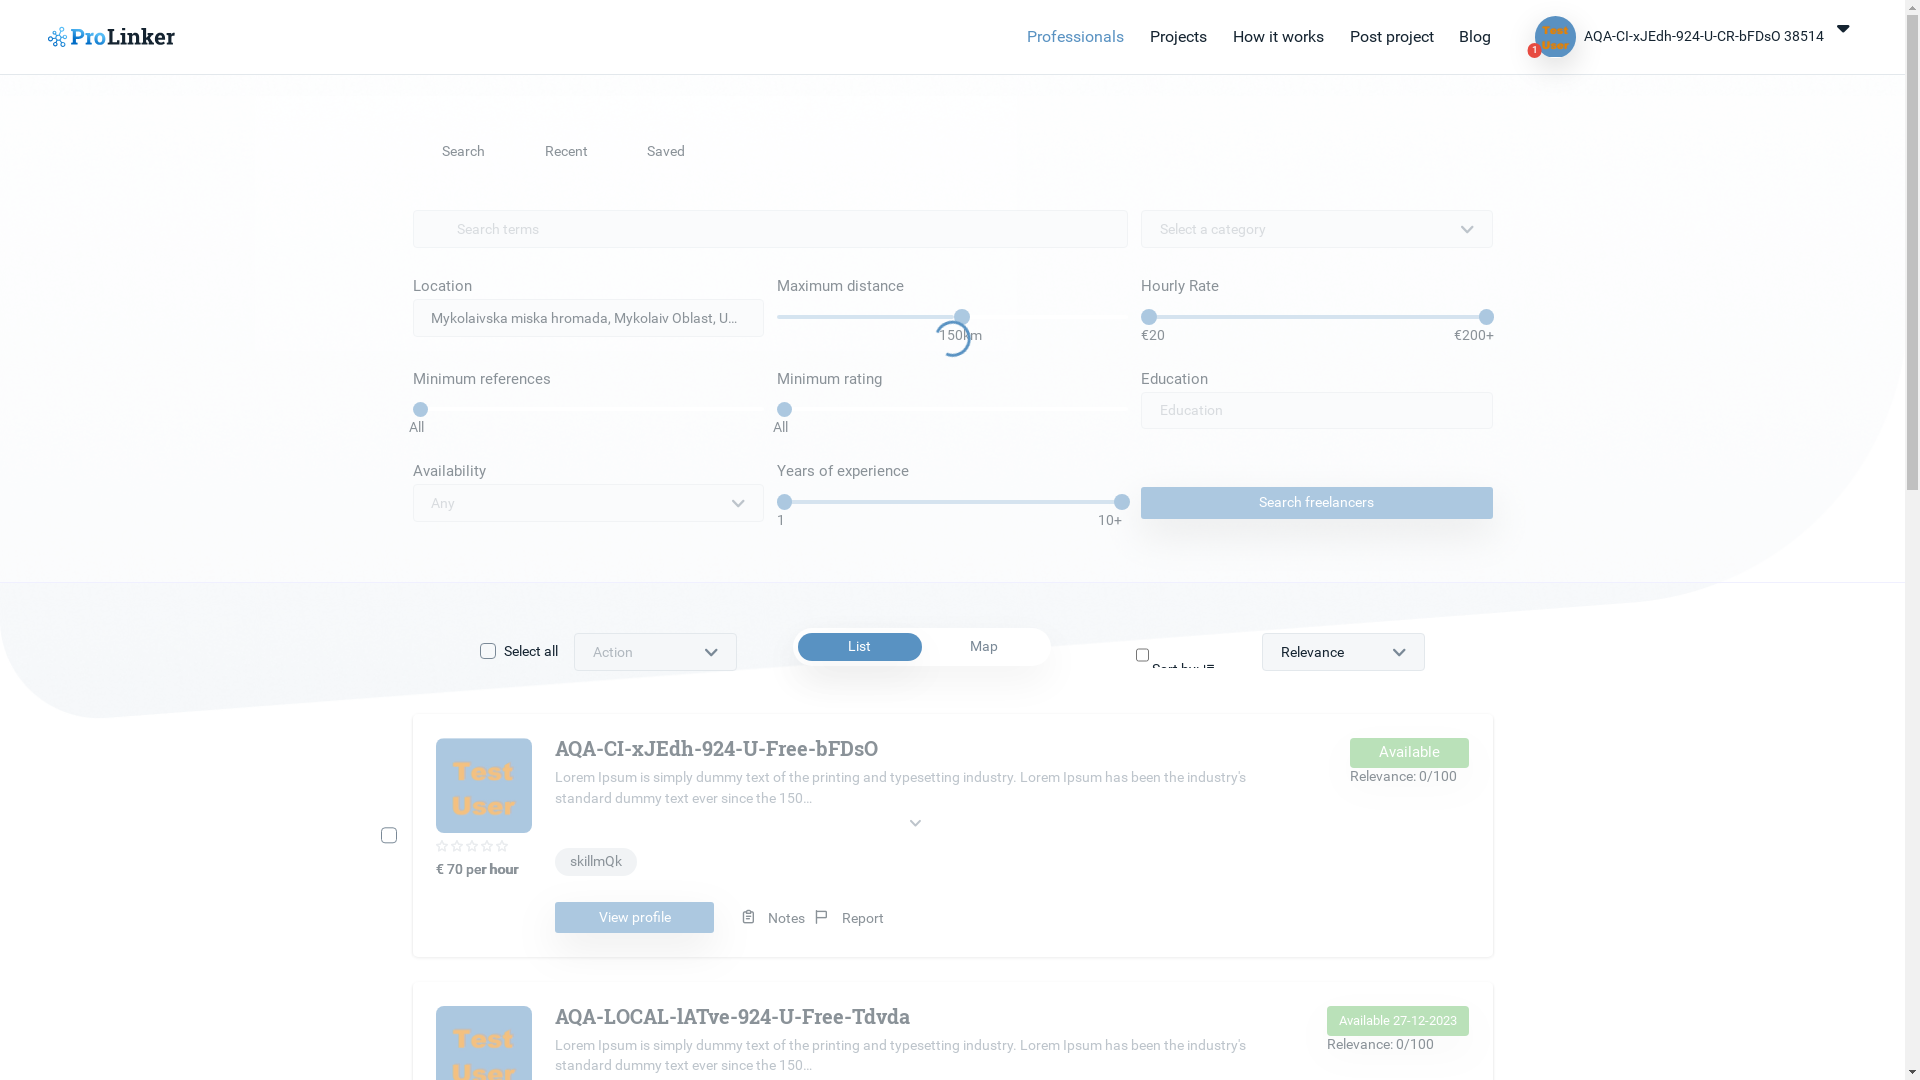 ProLinker
Professionals
Projects
How it works
Post project
Blog
Test
User
1
AQA-CI-xJEdh-924-U-CR-bFDsO 38514
Search
Recent
Saved
Search terms
Select a category
Location
Maximum distance
Hourly Rate
Mykolaivska miska hromada, Mykolaiv Oblast, U...
150km
€20
€200+
Minimum references
Minimum rating
Education
All
All
Education
Availability
Years of experience
Any
1
10+
Search freelancers
Select all
Action
List
Map
Sort by:
Relevance
Test
User
AQA-CI-xJEdh-924-U-Free-bFDsO
Lorem Ipsum is simply dummy text of the printing and typesetting industry. Lorem Ipsum has been the industry's
standard dummy text ever since the 150...
Available
Relevance: 0/100
€ 70 per hour
skillmQk
View profile
Notes
Report
Test
User
AQA-LOCAL-lATve-924-U-Free-Tdvda
Lorem Ipsum is simply dummy text of the printing and typesetting industry. Lorem Ipsum has been the industry's
standard dummy text ever since the 150...
Available 27-12-2023
Relevance: 0/100